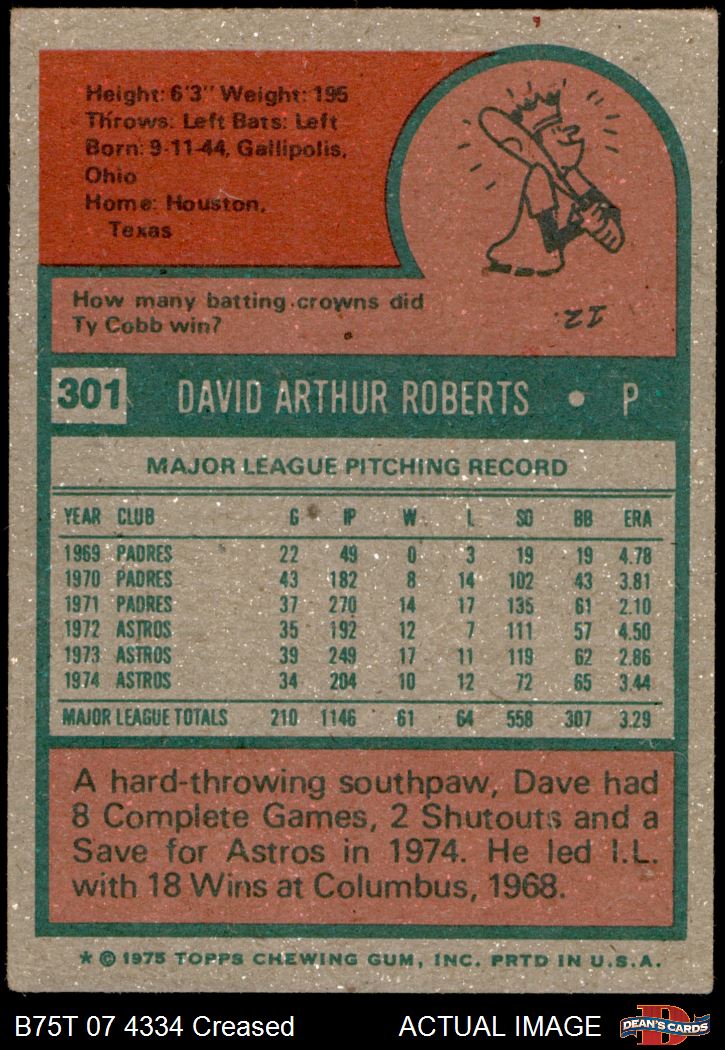 Height: 6'3" Weight: 195
Throws: Left Bats: Left
Born: 9-11-44, Gallipolis,
Ohio
Home: Houston,
Texas
How many batting crowns did
Ty Cobb win?
12.
301 DAVID ARTHUR ROBERTS • P
MAJOR LEAGUE PITCHING RECORD
YEAR CLUB G IP W L SO BB ERA
1969 PADRES 22 49 0 3 19 19 4.78
1970 PADRES 43 182 8 14 102 43 3.81
1971 PADRES 37 270 14 17 135 61 2.10
1972 ASTROS 35 192 12 7 111 57 4.50
1973 ASTROS 39 249 17 11 119 62 2.86
1974 ASTROS 34 204 10 12 72 65 3.44
MAJOR LEAGUE TOTALS 210 1146 61 64 558 307 3.29
A hard-throwing southpaw, Dave had
8 Complete Games, 2 Shutouts and a
Save for Astros in 1974. He led I.L.
with 18 Wins at Columbus, 1968.
* © 1975 TOPPS CHEWING GUM, INC. PRTD IN U.S.A.
B75T 07 4334 Creased ACTUAL IMAGE D DEAN'S CARDS